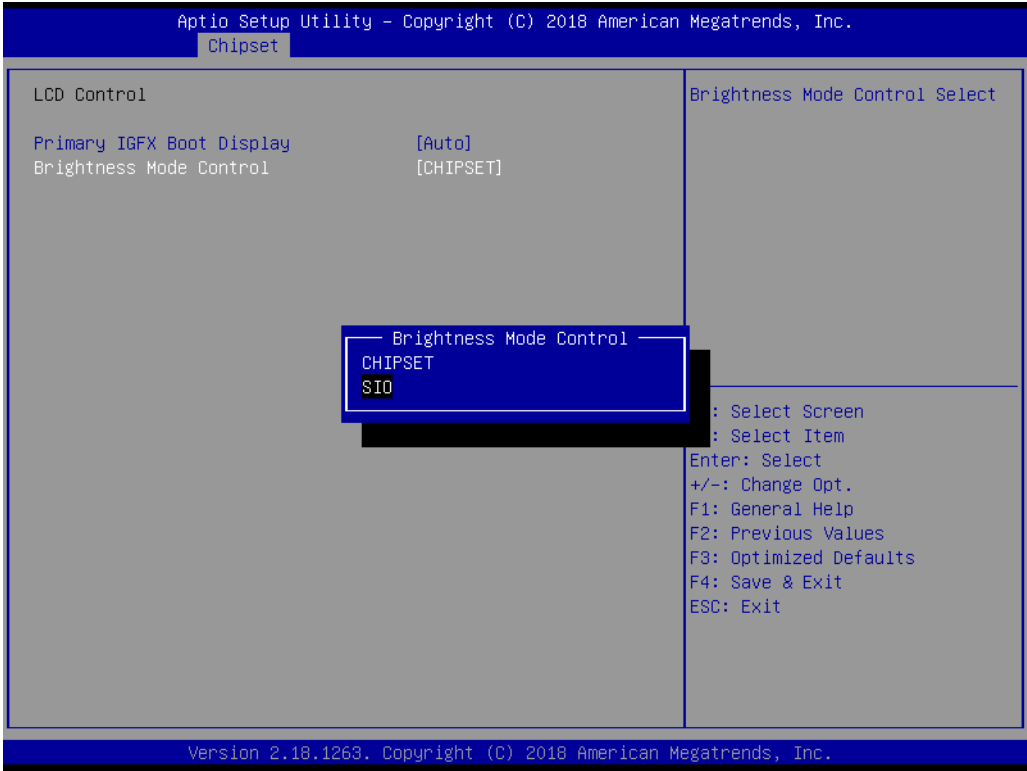 Aptio Setup Utility – Copyright (C) 2018 American Megatrends, Inc.
Chipset
LCD Control
Primary IGFX Boot Display [Auto]
Brightness Mode Control [CHIPSET]
Brightness Mode Control Select
Brightness Mode Control
CHIPSET
SIO
: Select Screen
: Select Item
Enter: Select
+/-: Change Opt.
F1: General Help
F2: Previous Values
F3: Optimized Defaults
F4: Save & Exit
ESC: Exit
Version 2.18.1263. Copyright (C) 2018 American Megatrends, Inc.